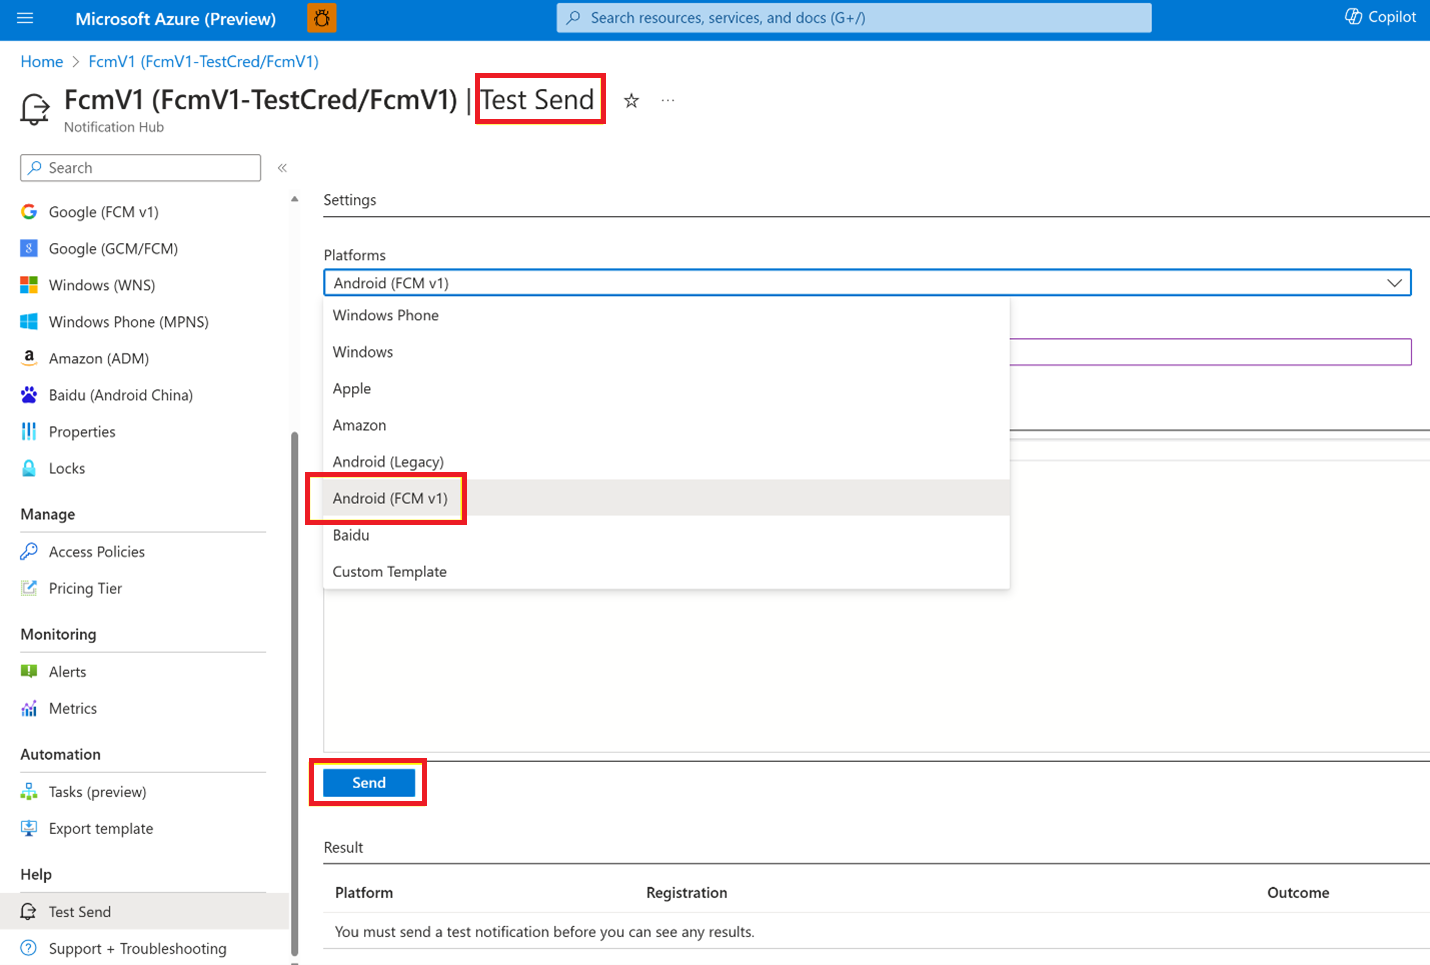 Microsoft Azure (Preview)
Search resources, services, and docs (G+/)
Copilot
Home > FcmV1 (FcmV1-TestCred/FcmV1)
FcmV1 (FcmV1-TestCred/FcmV1) | Test Send
Notification Hub
Search
Google (FCM v1)
Google (GCM/FCM)
Windows (WNS)
Windows Phone (MPNS)
Amazon (ADM)
Baidu (Android China)
Properties
Locks
Manage
Access Policies
Pricing Tier
Monitoring
Alerts
Metrics
Automation
Tasks (preview)
Export template
Help
Test Send
Support + Troubleshooting
Settings
Platforms
Android (FCM v1)
Windows Phone
Windows
Apple
Amazon
Android (Legacy)
Android (FCM v1)
Baidu
Custom Template
Send
Result
Platform Registration Outcome
You must send a test notification before you can see any results.